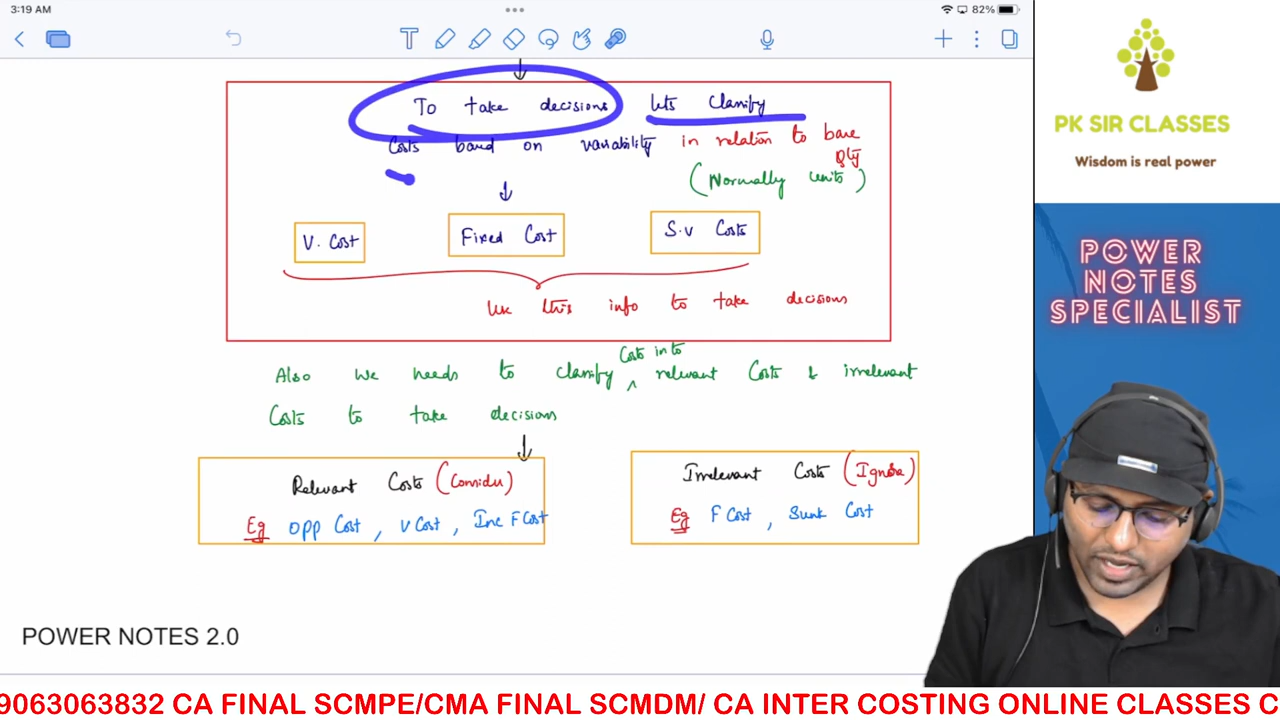 3:19 AM
82%
To take decisions lets Classify
Costs based on variability in relation to base
Qty
(Normally units)
V. Cost
Fixed Cost
S.V Costs
Use this info to take decisions
Costs into
Also we needs to classify ^ relevant Costs & irrelevant
Costs to take decisions
Relevant Costs (Consider)
Eg opp Cost, V Cost, Inc F Cost
Irrelevant Costs (Ignore)
Eg F Cost, Sunk Cost
POWER NOTES 2.0
PK SIR CLASSES
Wisdom is real power
POWER
NOTES
SPECIALIST
9063063832 CA FINAL SCMPE/CMA FINAL SCMDM/ CA INTER COSTING ONLINE CLASSES C